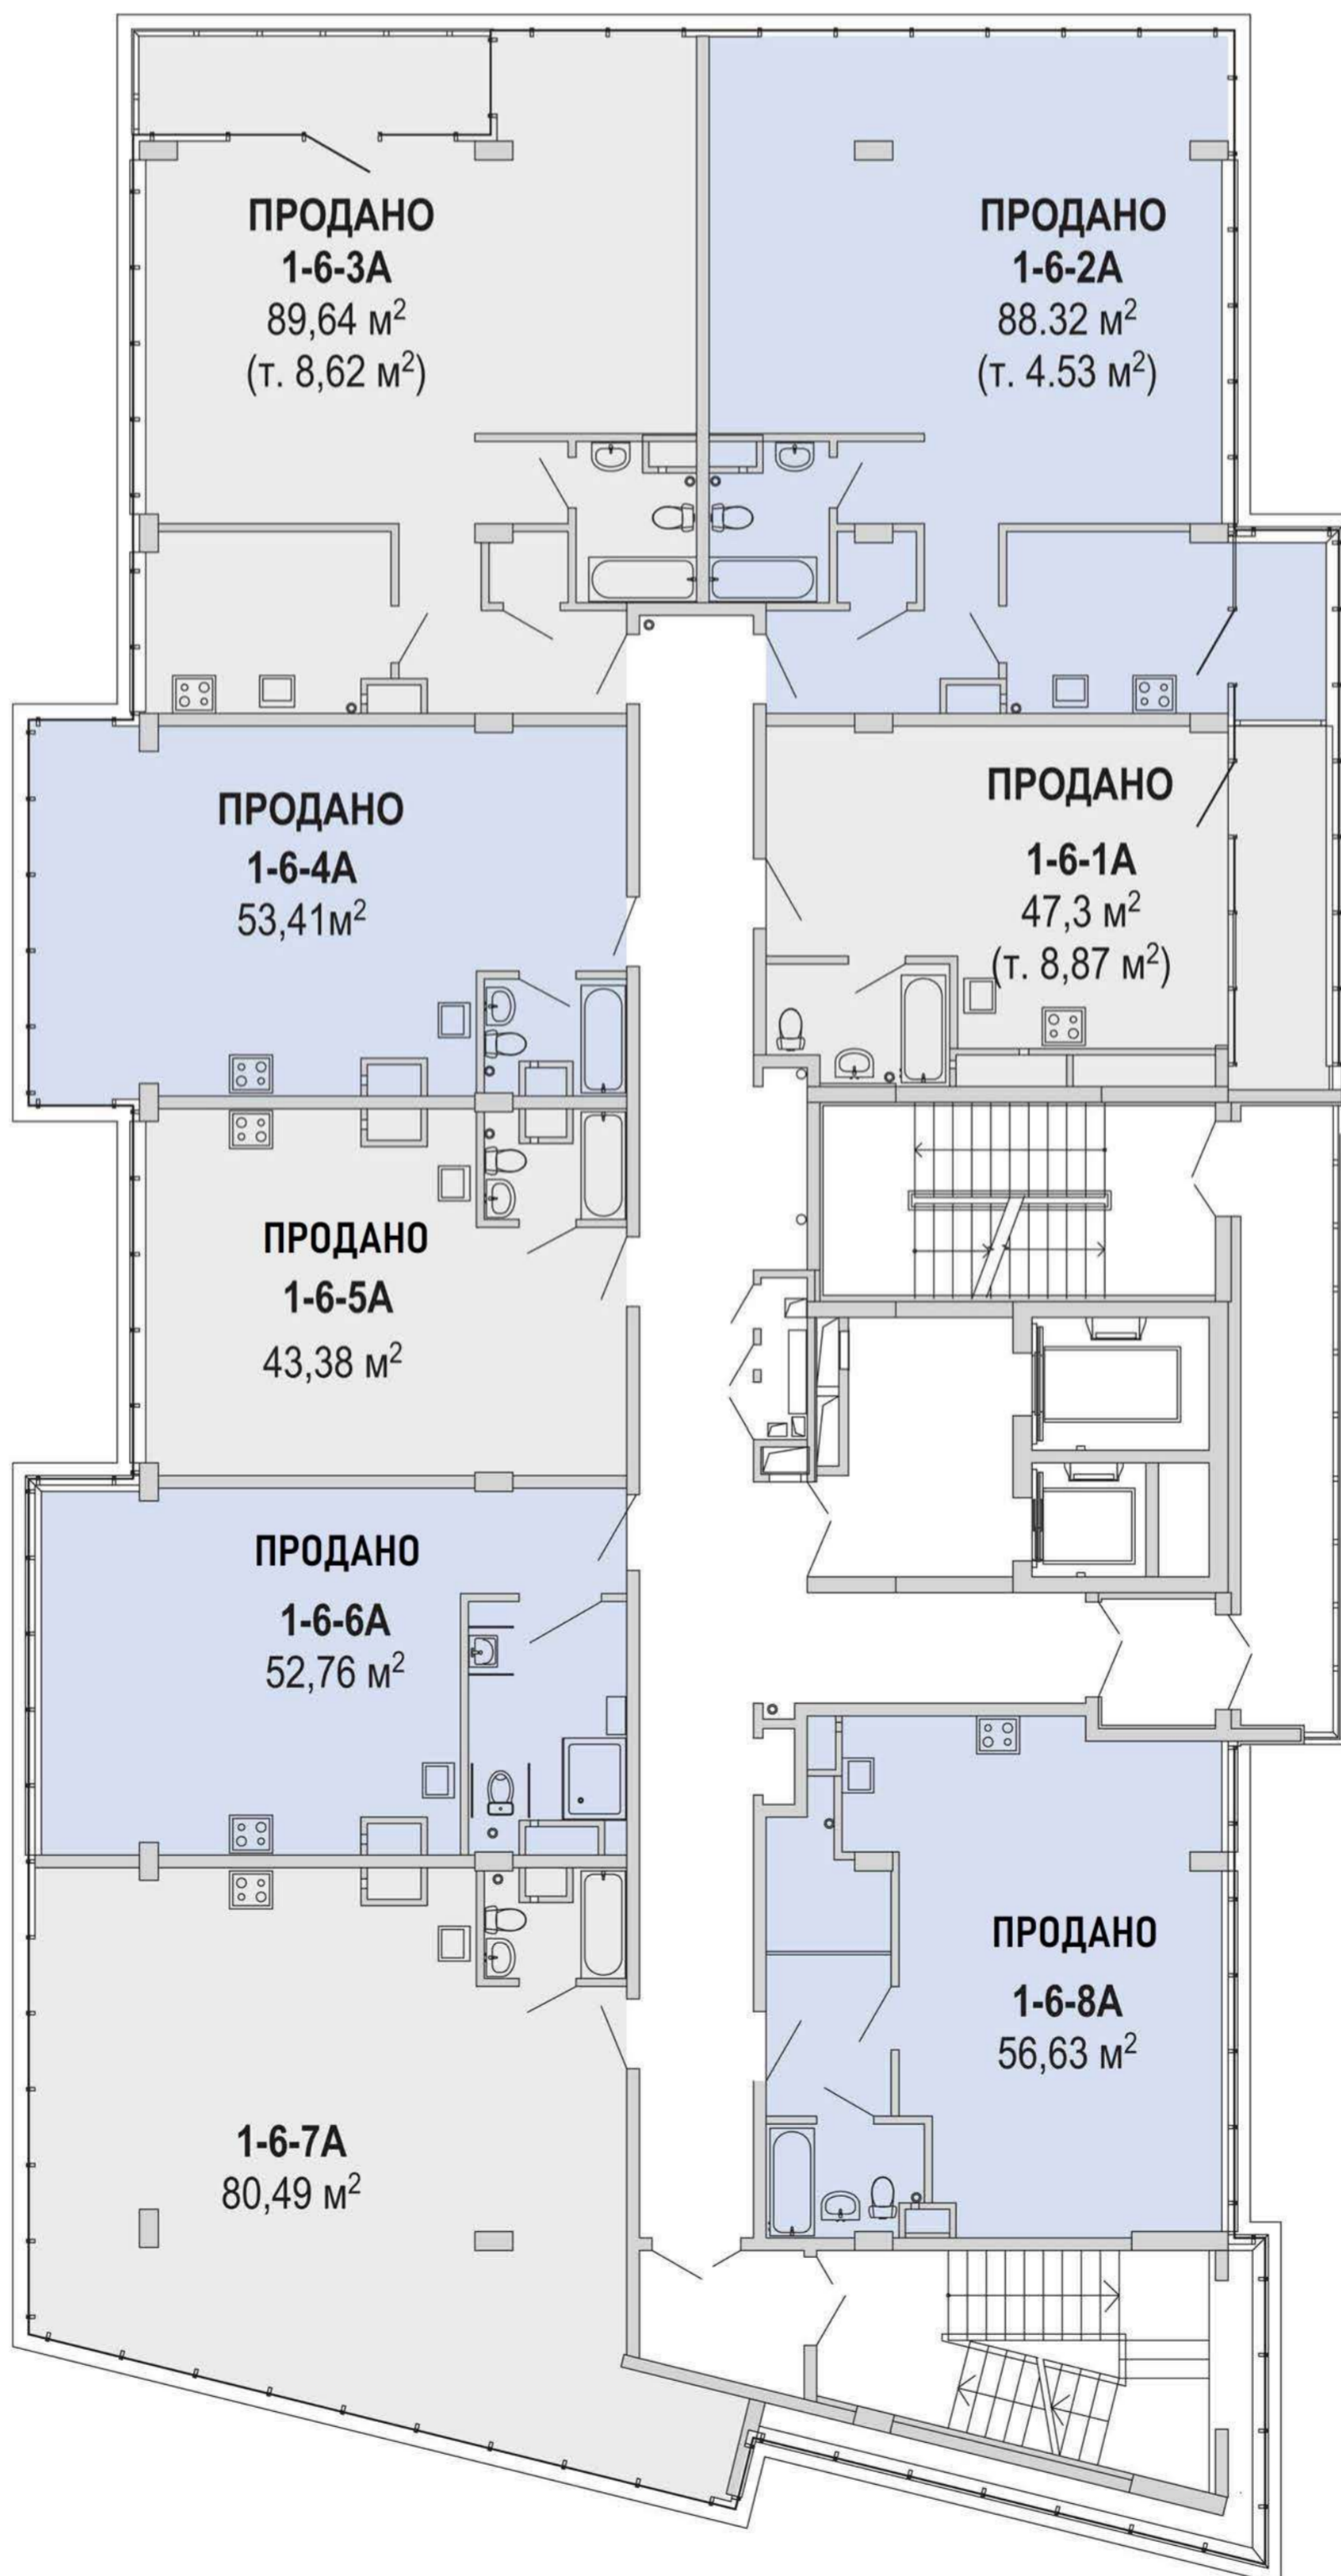 ПРОДАНО
1-6-3А
89,64 м²
(т. 8,62 м²)
ПРОДАНО
1-6-2А
88.32 м²
(т. 4.53 м²)
ПРОДАНО
1-6-4А
53,41м²
ПРОДАНО
1-6-1А
47,3 м²
(т. 8,87 м²)
ПРОДАНО
1-6-5А
43,38 м²
ПРОДАНО
1-6-6А
52,76 м²
ПРОДАНО
1-6-8А
56,63 м²
1-6-7А
80,49 м²